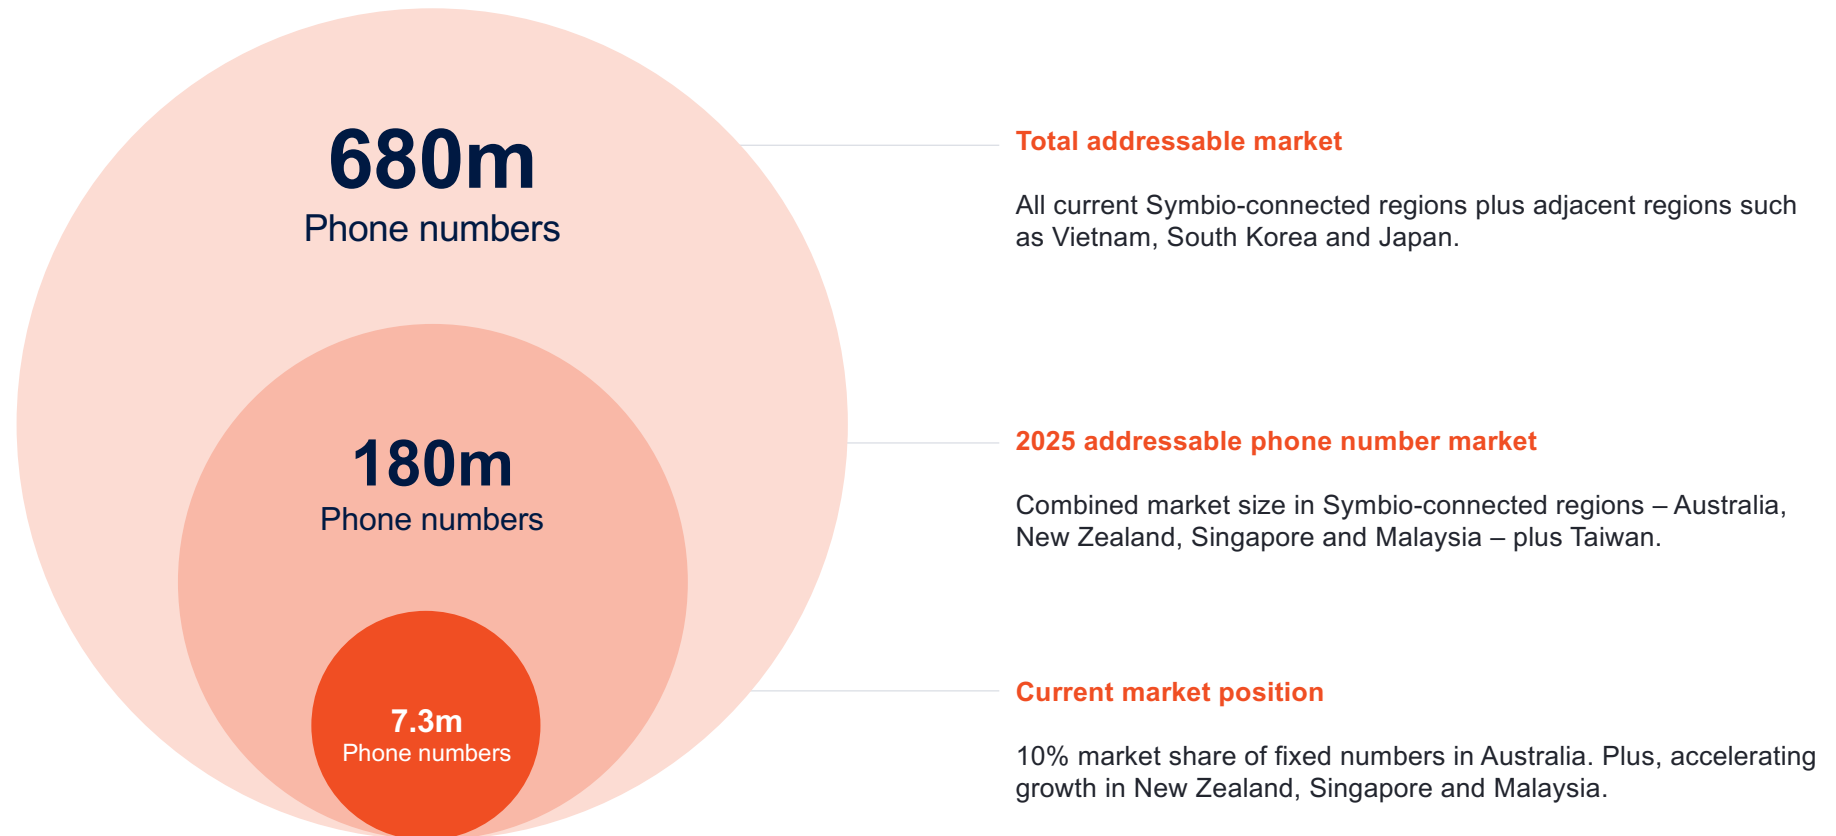 680m
Phone numbers
Total addressable market
All current Symbio-connected regions plus adjacent regions such
as Vietnam, South Korea and Japan.
180m
Phone numbers
2025 addressable phone number market
Combined market size in Symbio-connected regions – Australia,
New Zealand, Singapore and Malaysia – plus Taiwan.
7.3m
Phone numbers
Current market position
10% market share of fixed numbers in Australia. Plus, accelerating
growth in New Zealand, Singapore and Malaysia.